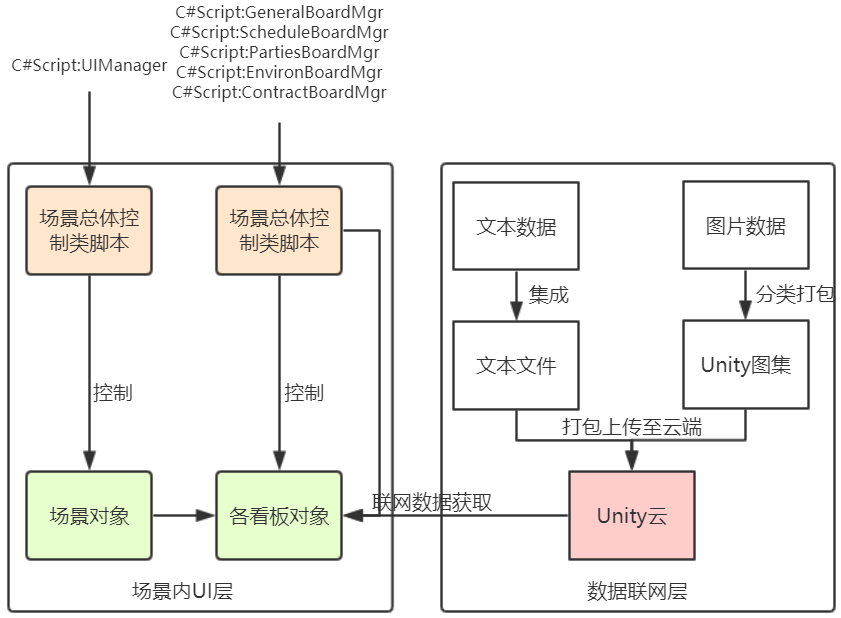 C#Script:UIManager
C#Script:GeneralBoardMgr
C#Script:ScheduleBoardMgr
C#Script:PartiesBoardMgr
C#Script:EnvironBoardMgr
C#Script:ContractBoardMgr
场景总体控
制类脚本
场景总体控
制类脚本
控制
控制
场景对象
各看板对象
场景内UI层
文本数据
图片数据
集成
分类打包
文本文件
Unity图集
打包上传至云端
联网数据获取
Unity云
数据联网层